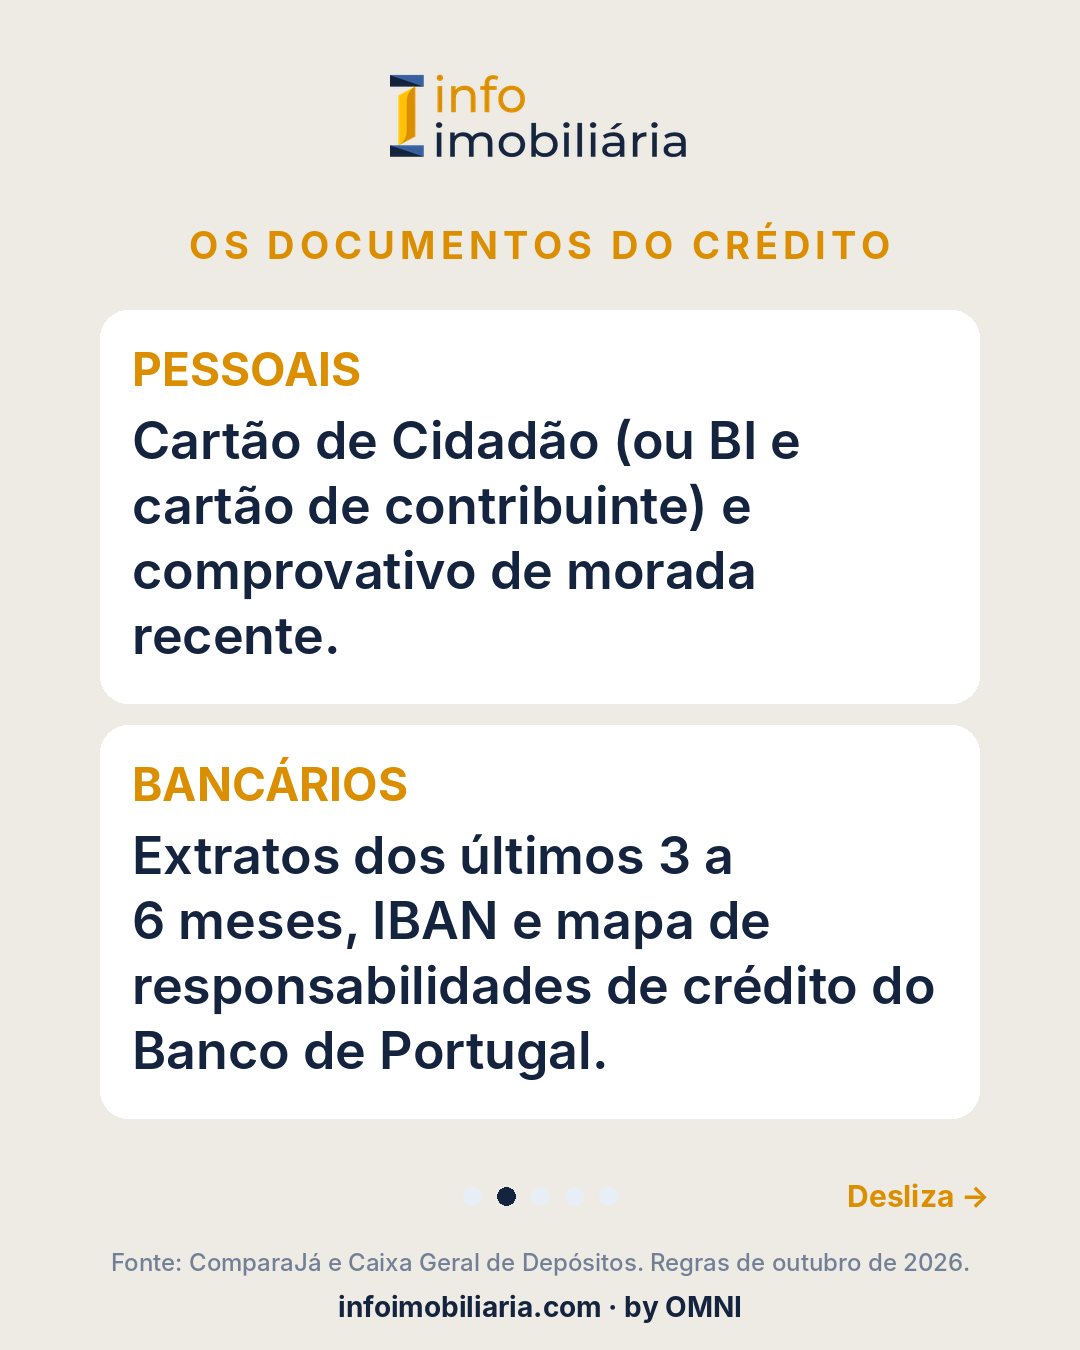 info
imobiliária
OS DOCUMENTOS DO CRÉDITO
PESSOAIS
Cartão de Cidadão (ou BI e
cartão de contribuinte) e
comprovativo de morada
recente.
BANCÁRIOS
Extratos dos últimos 3 a
6 meses, IBAN e mapa de
responsabilidades de crédito do
Banco de Portugal.
Desliza →
Fonte: ComparaJá e Caixa Geral de Depósitos. Regras de outubro de 2026.
infoimobiliaria.com · by OMNI